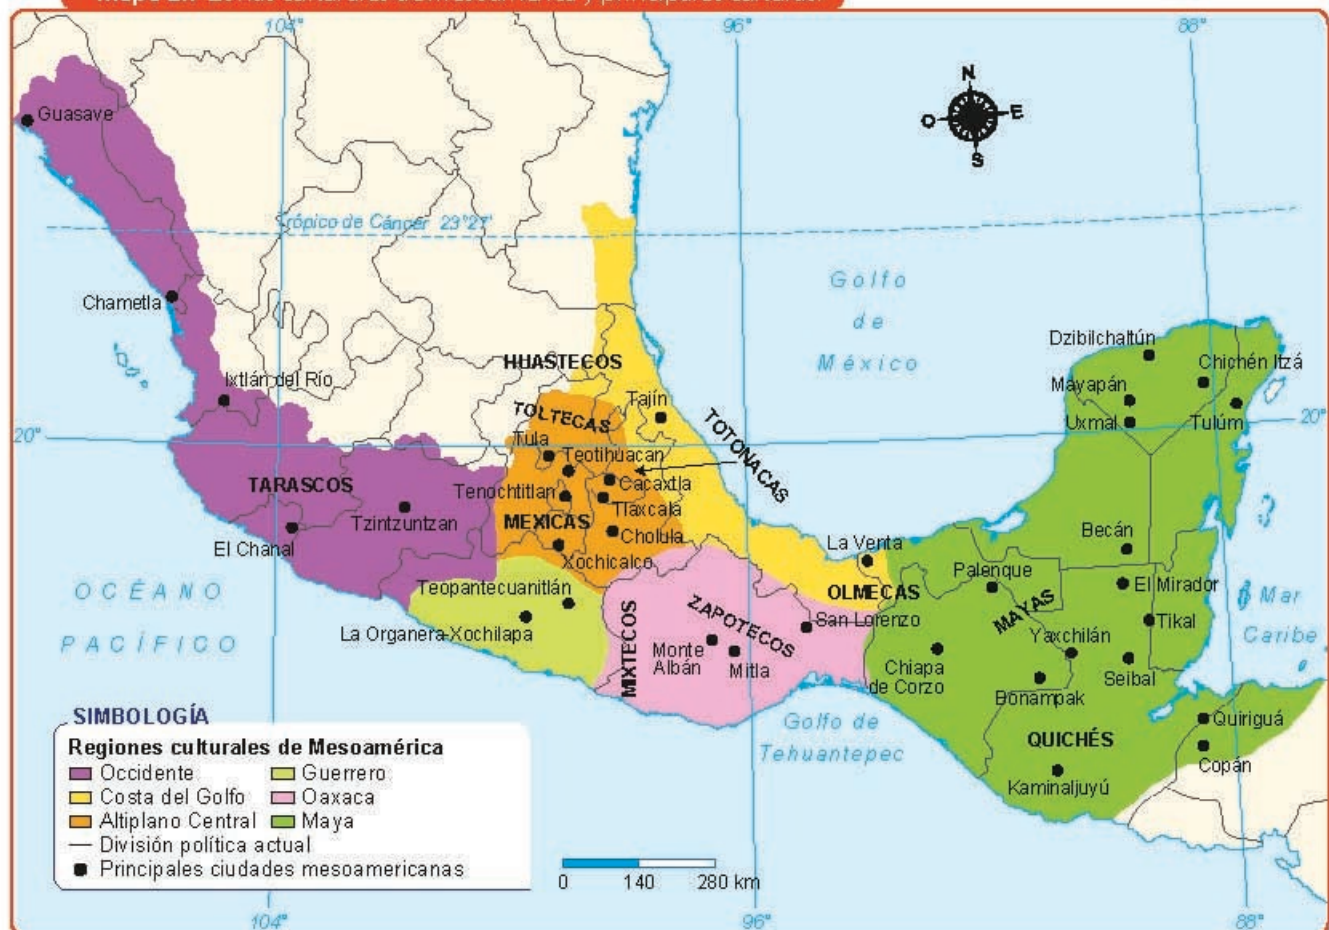 104°
96°
88°
N
O
E
S
Guasave
Trópico de Cáncer 23°27'
Chametla
Golfo
de
México
HUASTECOS
Ixtlán del Río
TOLTECAS
Tajín
TOTONACAS
Dzibilchaltún
Chichén Itzá
Mayapán
Uxmal
Tulúm
20°
20°
Tula
Teotihuacan
TARASCOS
Tenochtitlan
Cacaxtla
Tlaxcala
Tzintzuntzan
MEXICAS
Cholula
El Chanal
Xochicalco
La Venta
Becán
Palenque
El Mirador
OCÉANO
PACÍFICO
Teopantecuanitlán
OLMECAS
MAYAS
Mar
Caribe
La Organera-Xochilapa
MIXTECOS
ZAPOTECOS
San Lorenzo
Tikal
Yaxchilán
Monte
Albán
Mitla
Chiapa
de Corzo
Seibal
Bonampak
Golfo de
Tehuantepec
QUICHÉS
Quiriguá
Copán
Kaminaljuyú
SIMBOLOGÍA
Regiones culturales de Mesoamérica
Occidente
Guerrero
Costa del Golfo
Oaxaca
Altiplano Central
Maya
División política actual
Principales ciudades mesoamericanas
0 140 280 km
104°
96°
88°